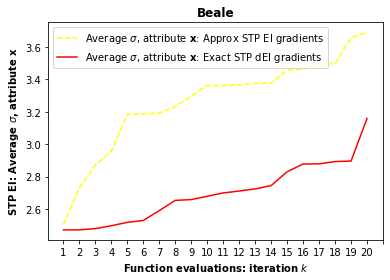 Beale
Average σ, attribute x: Approx STP EI gradients
Average σ, attribute x: Exact STP dEI gradients
STP EI: Average σ, attribute x
3.6
3.4
3.2
3.0
2.8
2.6
1 2 3 4 5 6 7 8 9 10 11 12 13 14 15 16 17 18 19 20
Function evaluations: iteration k